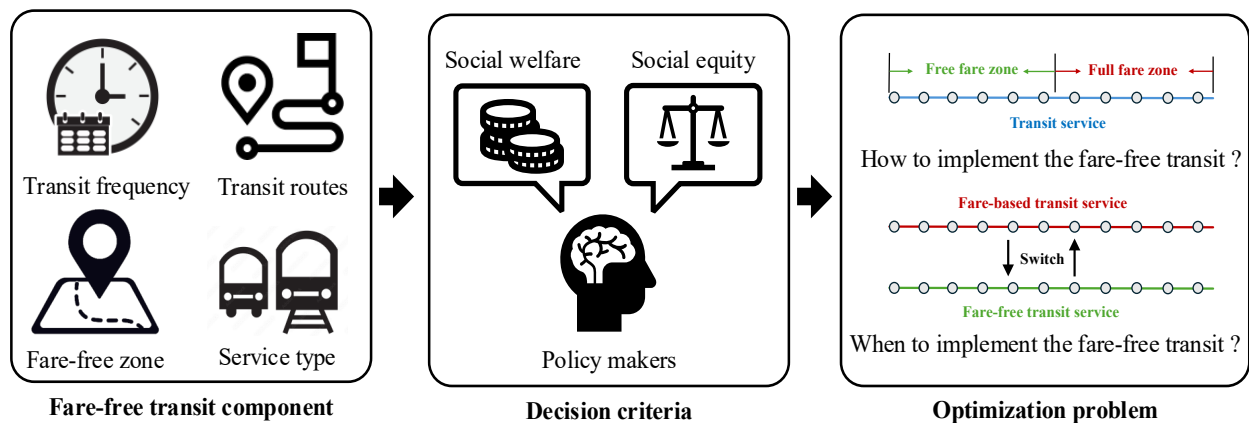 Transit frequency
Transit routes
Fare-free zone
Service type
Fare-free transit component
Social welfare
Social equity
Policy makers
Decision criteria
Free fare zone
Full fare zone
Transit service
How to implement the fare-free transit ?
Fare-based transit service
Switch
Fare-free transit service
When to implement the fare-free transit ?
Optimization problem